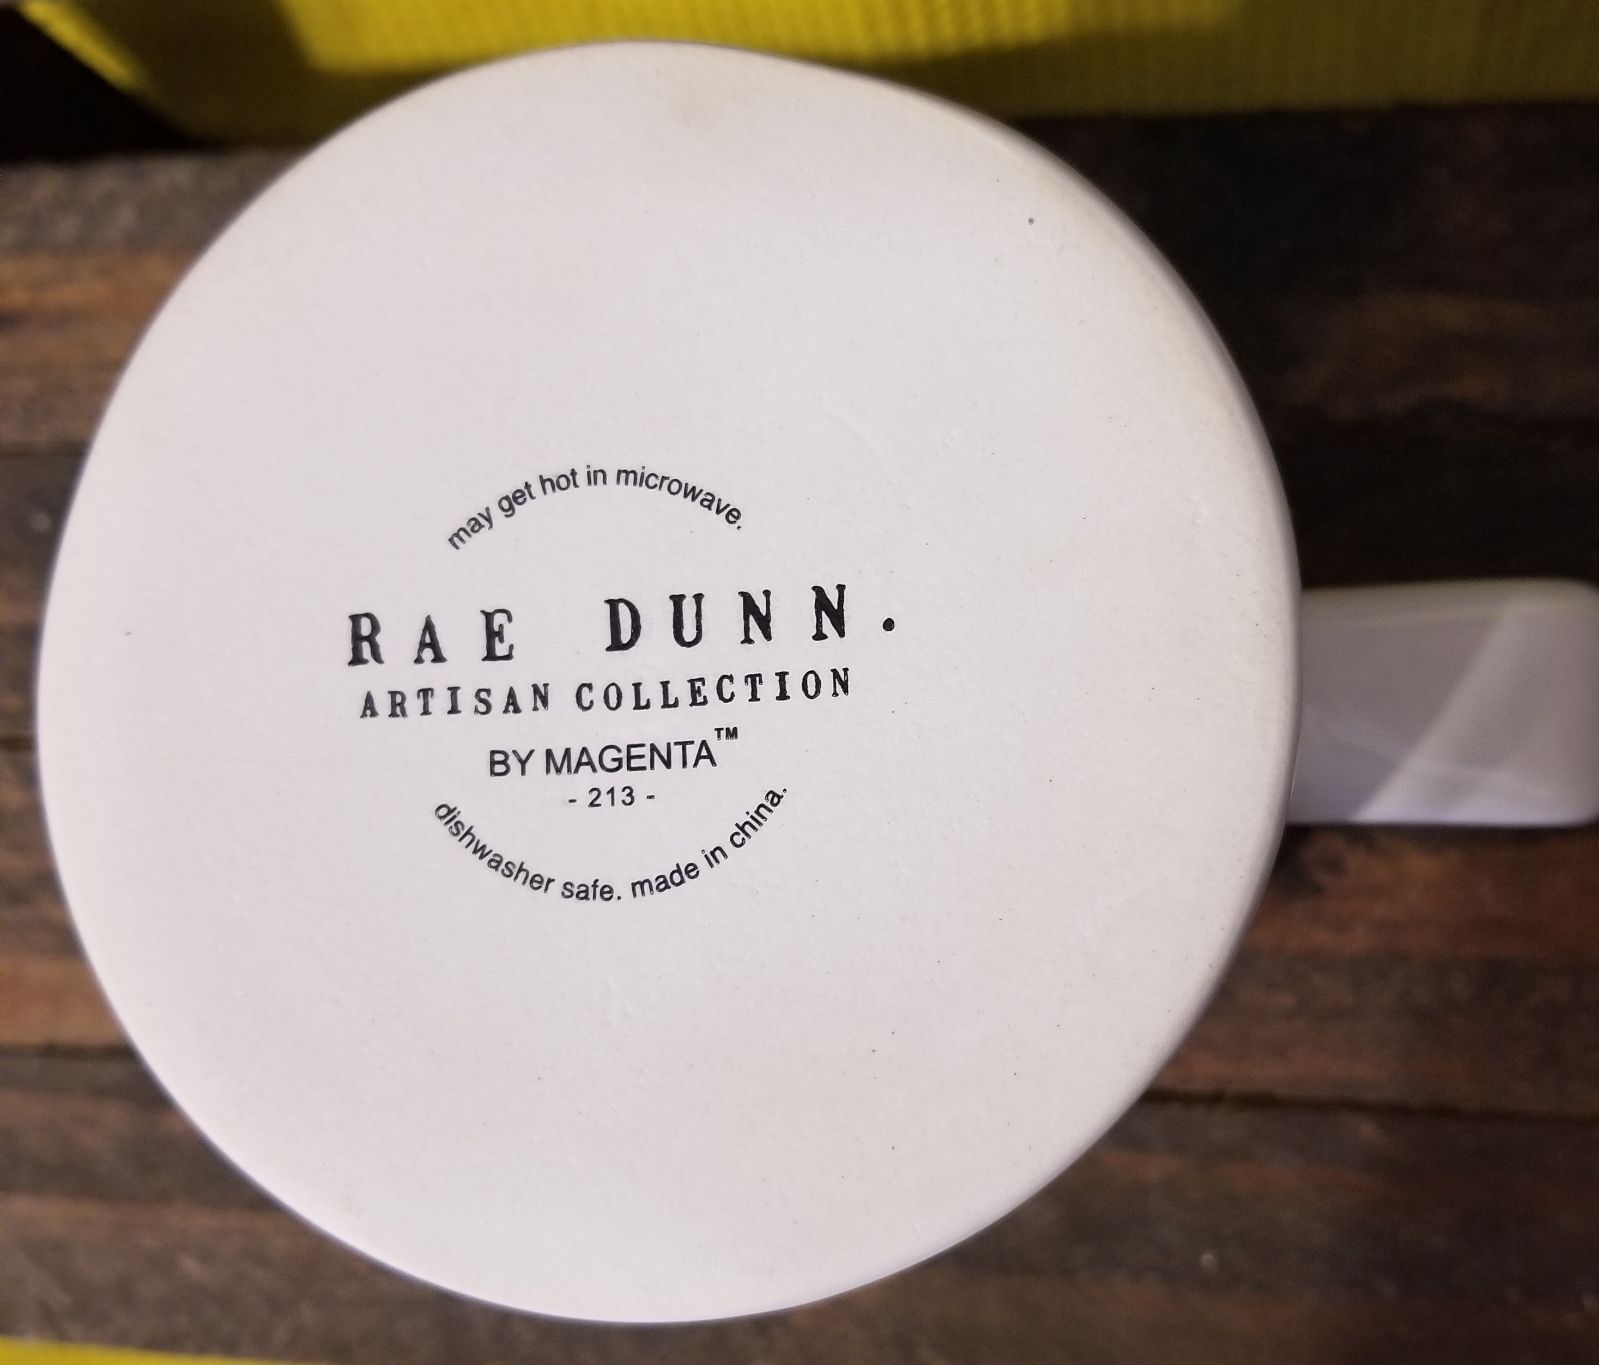 may get hot in microwave.
RAE DUNN.
ARTISAN COLLECTION
BY MAGENTA™
- 213 -
dishwasher safe. made in china.